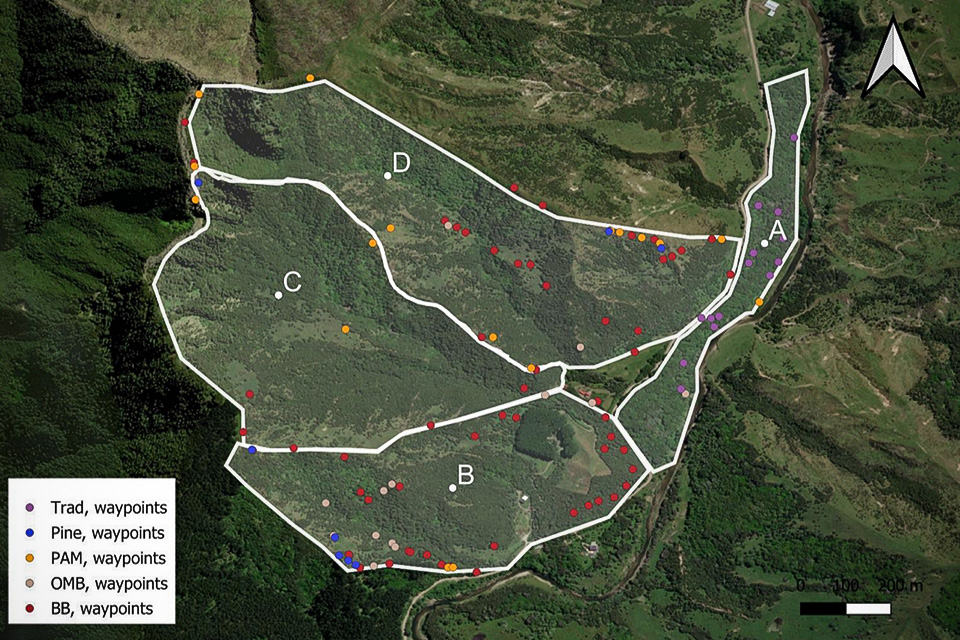 D
A
C
B
Trad, waypoints
Pine, waypoints
PAM, waypoints
OMB, waypoints
BB, waypoints
0 100 200 m